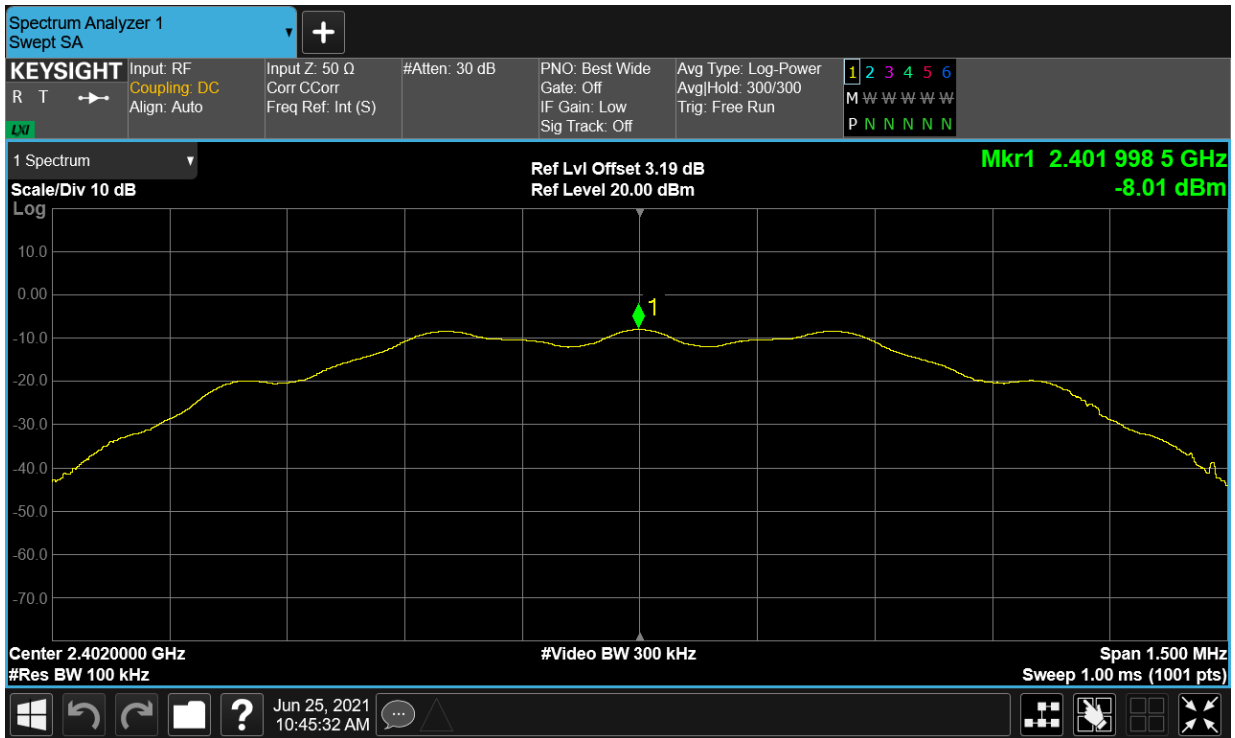 Spectrum Analyzer 1
Swept SA
+
KEYSIGHT Input: RF Input Z: 50 Ω #Atten: 30 dB PNO: Best Wide Avg Type: Log-Power 1 2 3 4 5 6
R T Coupling: DC Corr CCorr Gate: Off Avg|Hold: 300/300 M W W W W W
Align: Auto Freq Ref: Int (S) IF Gain: Low Trig: Free Run
LXI Sig Track: Off P N N N N N N
1 Spectrum Ref Lvl Offset 3.19 dB Mkr1 2.401 998 5 GHz
Scale/Div 10 dB Ref Level 20.00 dBm -8.01 dBm
Log
10.0
0.00
1
-10.0
-20.0
-30.0
-40.0
-50.0
-60.0
-70.0
Center 2.4020000 GHz #Video BW 300 kHz Span 1.500 MHz
#Res BW 100 kHz Sweep 1.00 ms (1001 pts)
? Jun 25, 2021
10:45:32 AM